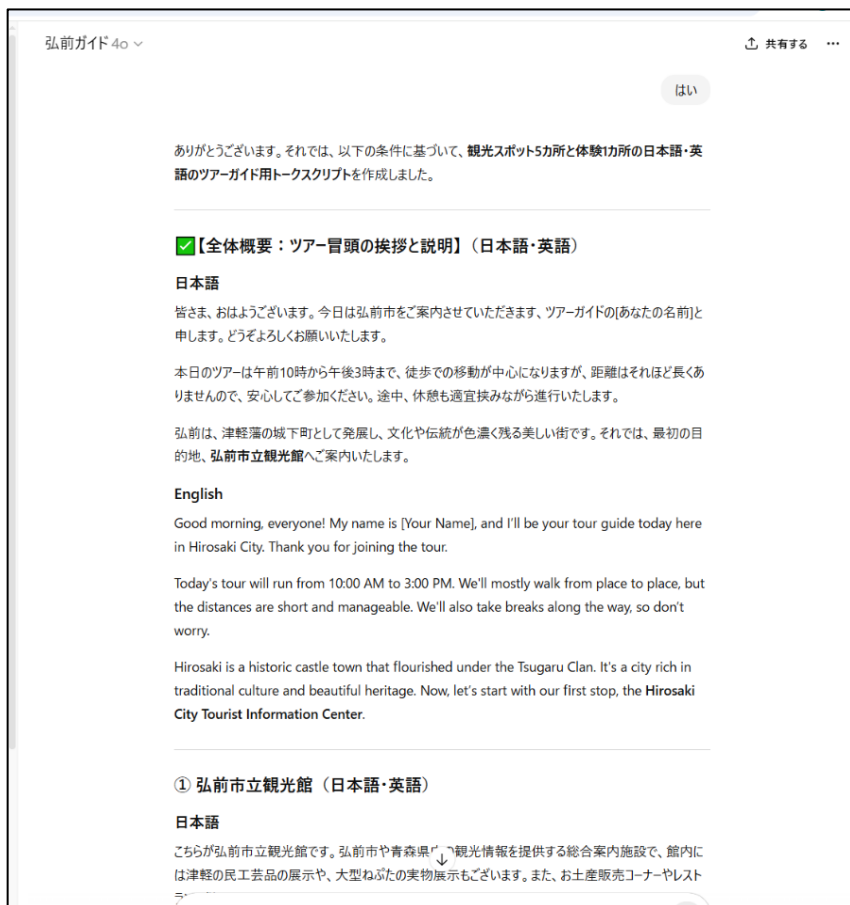 弘前ガイド 4o
共有する
はい
ありがとうございます。それでは、以下の条件に基づいて、観光スポット5カ所と体験1カ所の日本語・英
語のツアーガイド用トークスクリプトを作成しました。
✅【全体概要：ツアー冒頭の挨拶と説明】（日本語・英語）
日本語
皆さま、おはようございます。今日は弘前市をご案内させていただきます、ツアーガイドの[あなたの名前]と
申します。どうぞよろしくお願いいたします。
本日のツアーは午前10時から午後3時まで、徒歩での移動が中心になりますが、距離はそれほど長くあ
りませんので、安心してご参加ください。途中、休憩も適宜挟みながら進行いたします。
弘前は、津軽藩の城下町として発展し、文化や伝統が色濃く残る美しい街です。それでは、最初の目
的地、弘前市立観光館へご案内いたします。
English
Good morning, everyone! My name is [Your Name], and I'll be your tour guide today here
in Hirosaki City. Thank you for joining the tour.
Today's tour will run from 10:00 AM to 3:00 PM. We'll mostly walk from place to place, but
the distances are short and manageable. We'll also take breaks along the way, so don't
worry.
Hirosaki is a historic castle town that flourished under the Tsugaru Clan. It's a city rich in
traditional culture and beautiful heritage. Now, let's start with our first stop, the Hirosaki
City Tourist Information Center.
① 弘前市立観光館（日本語・英語）
日本語
こちらが弘前市立観光館です。弘前市や青森県 の観光情報を提供する総合案内施設で、館内に
は津軽の民工芸品の展示や、大型ねぷたの実物展示もございます。また、お土産販売コーナーやレスト